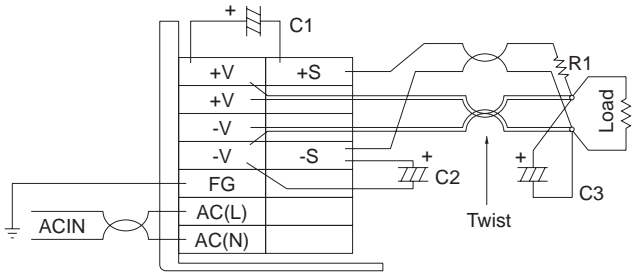 + C1
+V +S
+V
-V
-V -S
FG
AC(L)
AC(N)
ACIN
R1
Load
+ C2
+ C3
Twist